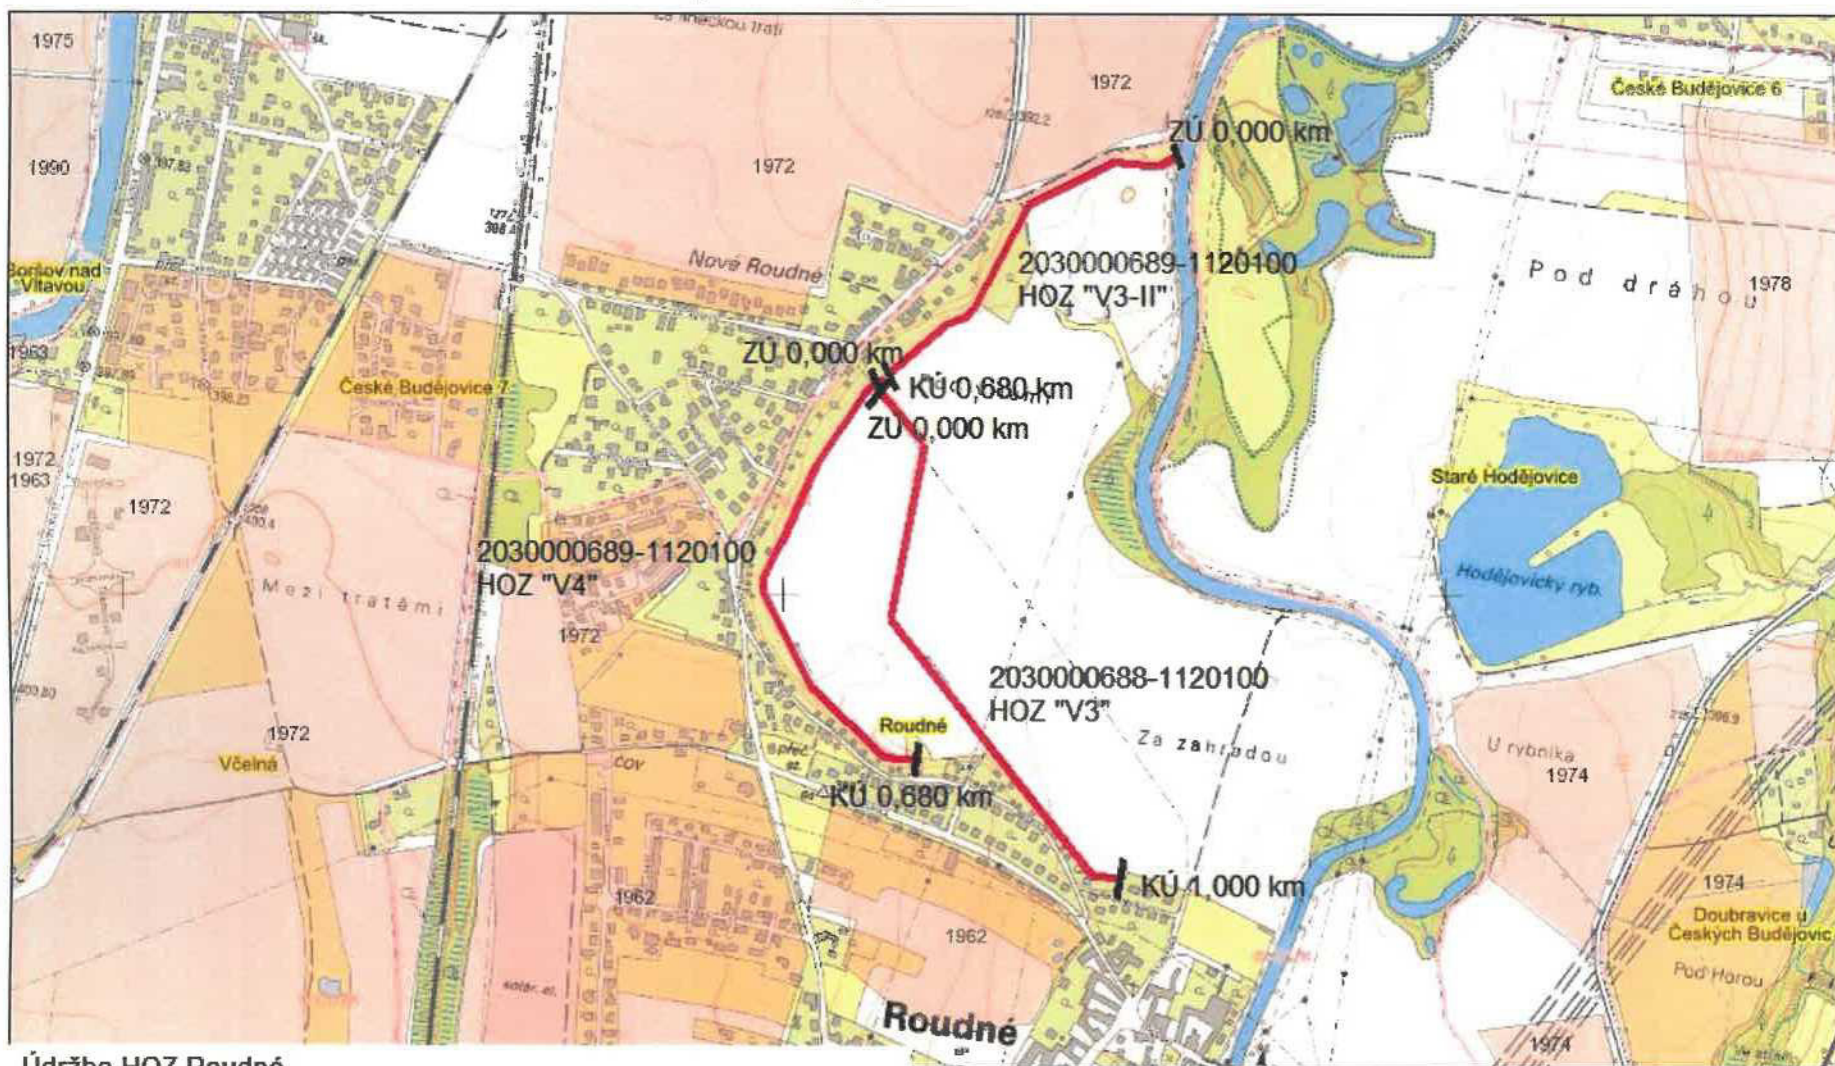 1975
1972
České Budějovice 6
ZÚ 0,000 km
397,82
1990
1972
Nové Roudné
Boršov nad
Vltavou
2030000689-1120100
HOZ "V3-II"
Pod dráhou
1978
1963
ZÚ 0,000 km
České Budějovice 7
KÚ 0,680 km
ZÚ 0,000 km
1972
1963
1972
Staré Hodějovice
2030000689-1120100
HOZ "V4"
Mezi tratěmi
Hodějovický ryb.
1972
2030000688-1120100
HOZ "V3"
Roudné
Za zahradou
U rybníka
1974
1972
Včelná
ČOV
KÚ 0,680 km
KÚ 1,000 km
1962
1962
1974
Doubravice u
Českých Budějovic
Pod Horou
solár. el.
Roudné
1974
Údržba HOZ Roudné